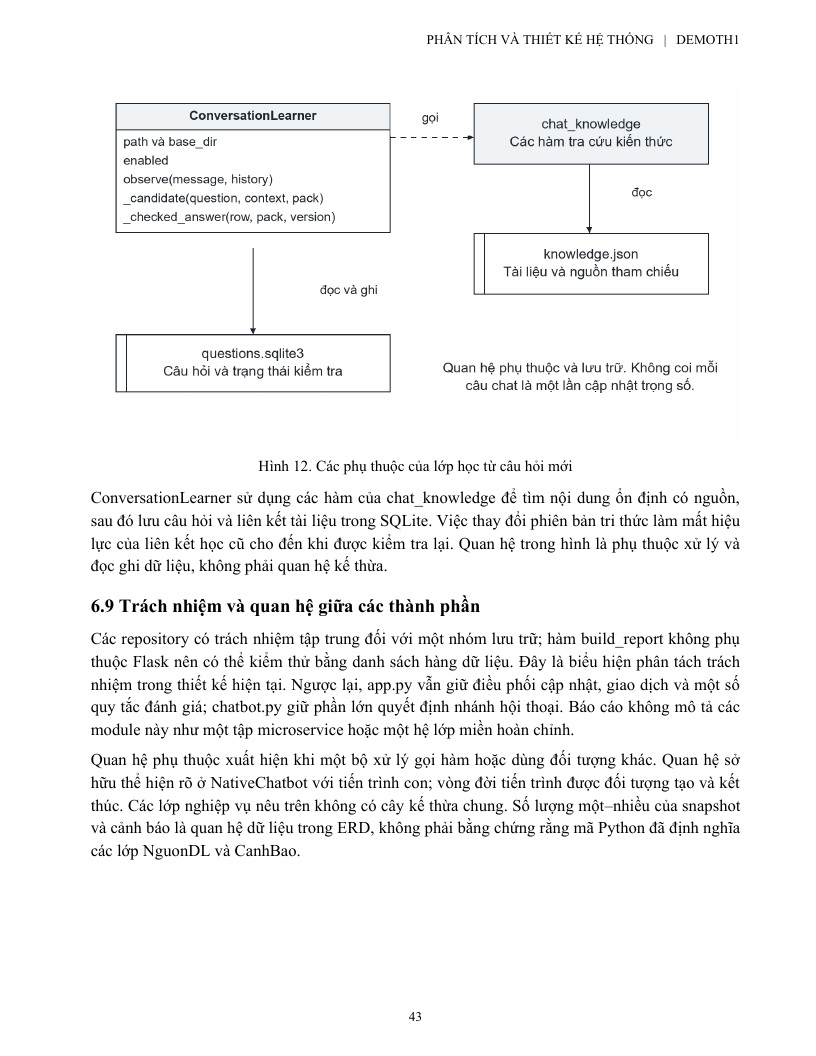 PHÂN TÍCH VÀ THIẾT KẾ HỆ THỐNG | DEMOTH1
ConversationLearner
path và base_dir
enabled
observe(message, history)
_candidate(question, context, pack)
_checked_answer(row, pack, version)
gọi
chat_knowledge
Các hàm tra cứu kiến thức
đọc
knowledge.json
Tài liệu và nguồn tham chiếu
đọc và ghi
questions.sqlite3
Câu hỏi và trạng thái kiểm tra
Quan hệ phụ thuộc và lưu trữ. Không coi mỗi
câu chat là một lần cập nhật trọng số.
Hình 12. Các phụ thuộc của lớp học từ câu hỏi mới
ConversationLearner sử dụng các hàm của chat_knowledge để tìm nội dung ổn định có nguồn,
sau đó lưu câu hỏi và liên kết tài liệu trong SQLite. Việc thay đổi phiên bản tri thức làm mất hiệu
lực của liên kết học cũ cho đến khi được kiểm tra lại. Quan hệ trong hình là phụ thuộc xử lý và
đọc ghi dữ liệu, không phải quan hệ kế thừa.
6.9 Trách nhiệm và quan hệ giữa các thành phần
Các repository có trách nhiệm tập trung đối với một nhóm lưu trữ; hàm build_report không phụ
thuộc Flask nên có thể kiểm thử bằng danh sách hàng dữ liệu. Đây là biểu hiện phân tách trách
nhiệm trong thiết kế hiện tại. Ngược lại, app.py vẫn giữ điều phối cập nhật, giao dịch và một số
quy tắc đánh giá; chatbot.py giữ phần lớn quyết định nhánh hội thoại. Báo cáo không mô tả các
module này như một tập microservice hoặc một hệ lớp miền hoàn chỉnh.
Quan hệ phụ thuộc xuất hiện khi một bộ xử lý gọi hàm hoặc dùng đối tượng khác. Quan hệ sở
hữu thể hiện rõ ở NativeChatbot với tiến trình con; vòng đời tiến trình được đối tượng tạo và kết
thúc. Các lớp nghiệp vụ nêu trên không có cây kế thừa chung. Số lượng một–nhiều của snapshot
và cảnh báo là quan hệ dữ liệu trong ERD, không phải bằng chứng rằng mã Python đã định nghĩa
các lớp NguonDL và CanhBao.
43